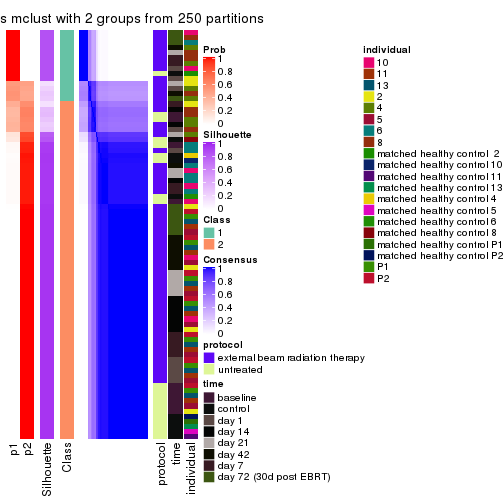 s mclust with 2 groups from 250 partitions
Prob
1
0.8
0.6
0.4
0.2
0
Silhouette
1
0.8
0.6
0.4
0.2
0
Class
1
2
Consensus
1
0.8
0.6
0.4
0.2
0
protocol
external beam radiation therapy
untreated
time
baseline
control
day 1
day 14
day 21
day 42
day 7
day 72 (30d post EBRT)
individual
10
11
13
2
4
5
6
8
matched healthy control 2
matched healthy control 10
matched healthy control 11
matched healthy control 13
matched healthy control 4
matched healthy control 5
matched healthy control 6
matched healthy control 8
matched healthy control P1
matched healthy control P2
P1
P2
p1
p2
Silhouette
Class
protocol
time
individual